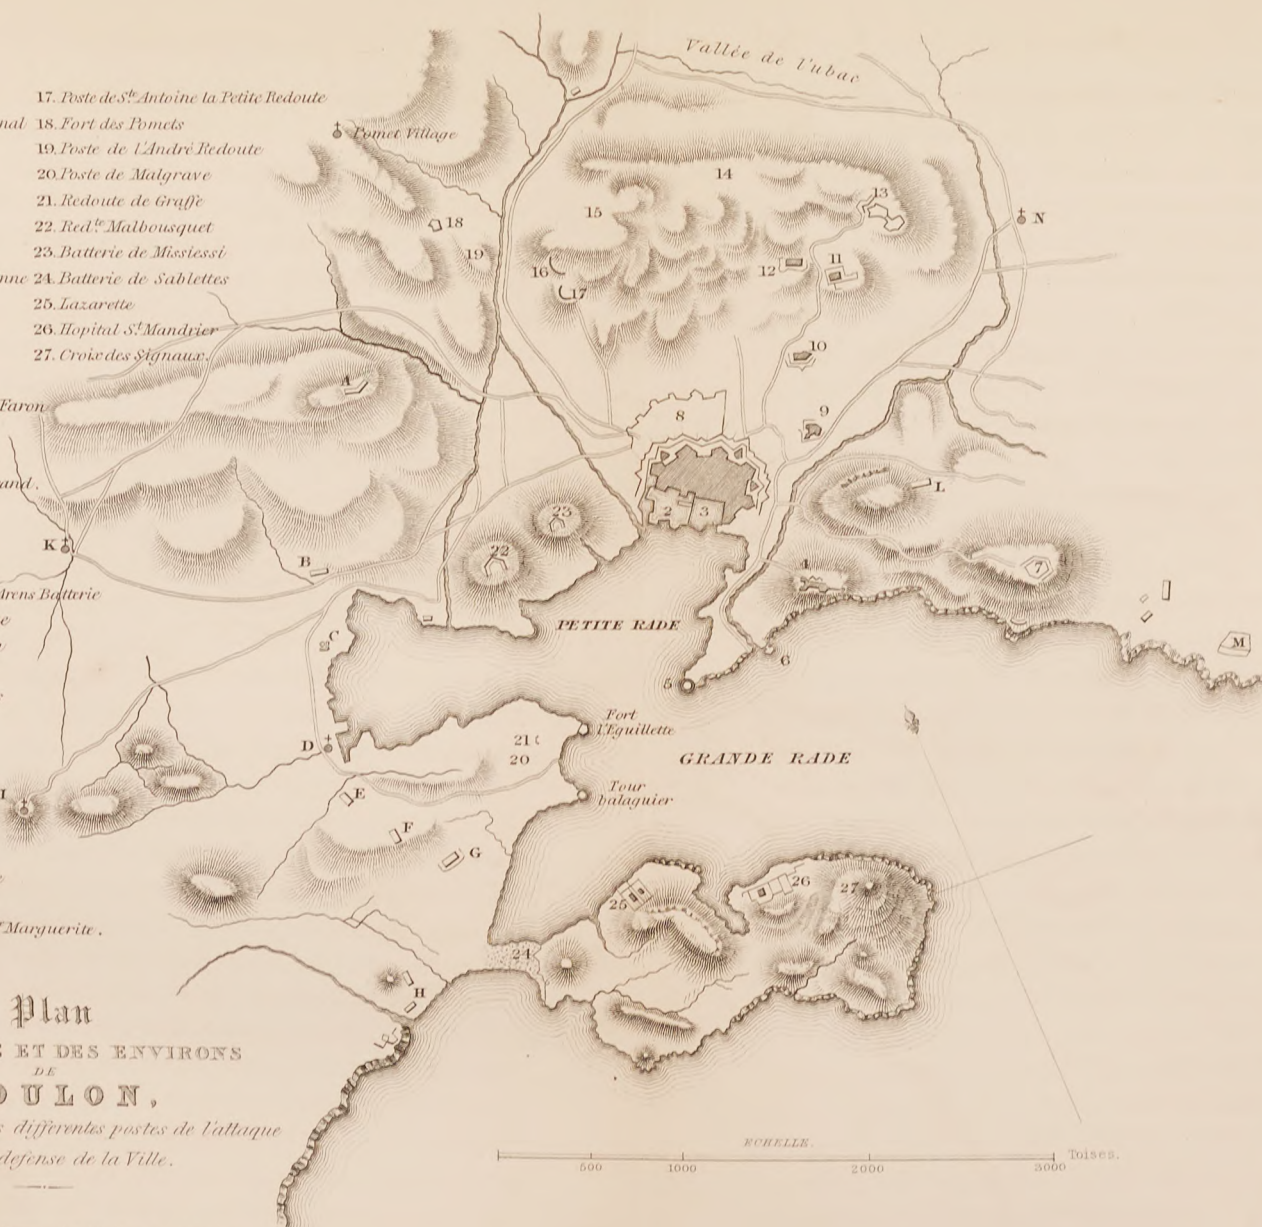 17. Poste de S.te Antoine la Petite Redoute
nal 18. Fort des Pomets
19. Poste de l'André Redoute
20. Poste de Malgrave
21. Redoute de Graffe
22. Red.te Malbousquet
23. Batterie de Missiessi
nne 24. Batterie de Sablettes
25. Lazarette
26. Hopital S.t Mandrier
27. Croix des Signaux.
Faron
and.
Arens Batterie
e
Marguerite.
Plan
ET DES ENVIRONS
DE
OULON,
differentes postes de l'attaque
defense de la Ville.
Vallée de l'ubac
Pomet Village
14
13
N
15
18
19
16
17
12
11
10
4
8
9
L
23
2
3
K
B
22
4
7
PETITE RADE
C
6
M
5
Fort
l'Eguillette
D
21
20
GRANDE RADE
I
E
Tour
balaguier
F
G
25
26
27
24
H
ECHELLE.
500
1000
2000
3000
Toises.